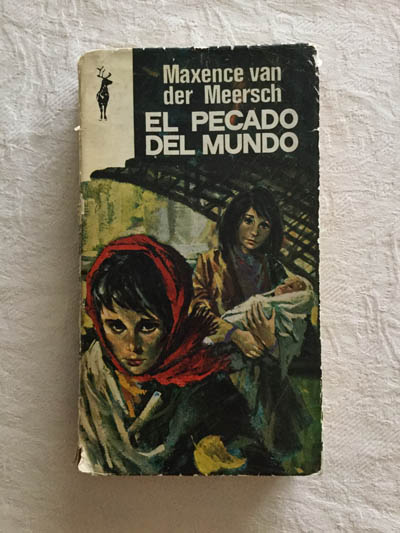 Maxence van
der Meersch
EL PECADO
DEL MUNDO